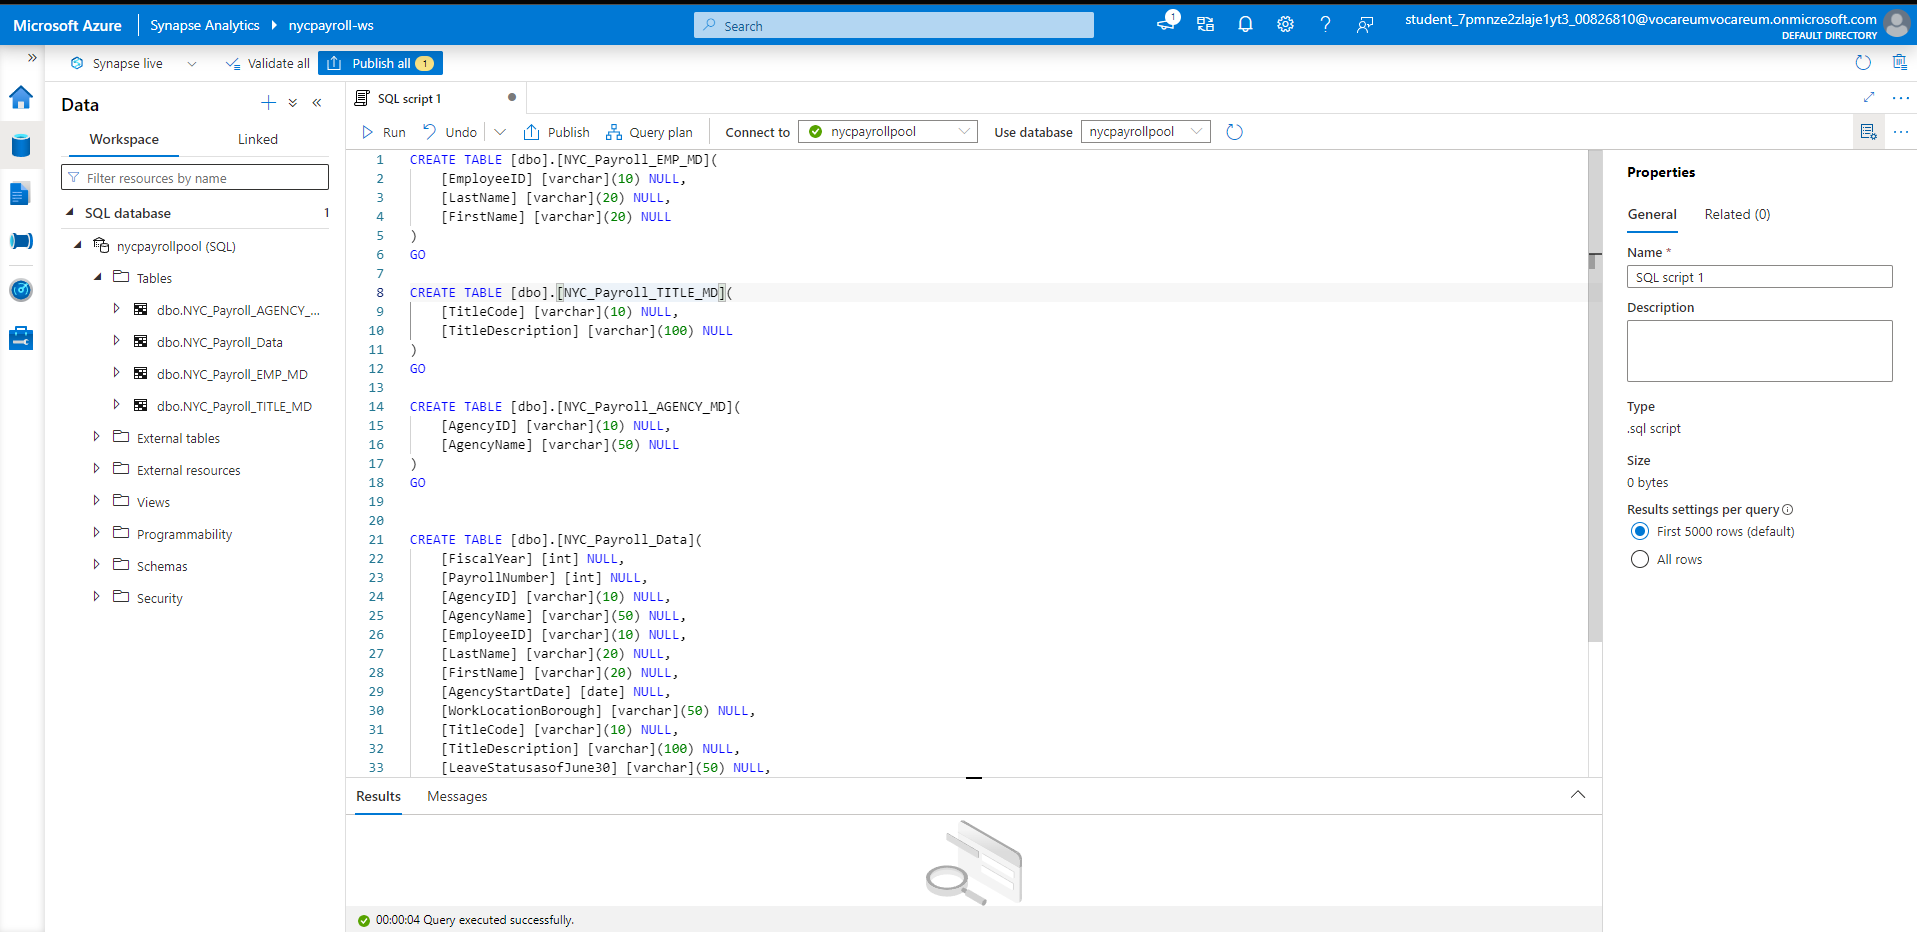 Microsoft Azure
Synapse Analytics
nycpayroll-ws
Search
1
student_7pmnze2zlaje1yt3_00826810@vocareumvocareum.onmicrosoft.com
DEFAULT DIRECTORY
Synapse live
Validate all
Publish all 1
Data
Workspace
Linked
Filter resources by name
SQL database 1
nycpayrollpool (SQL)
Tables
dbo.NYC_Payroll_AGENCY_...
dbo.NYC_Payroll_Data
dbo.NYC_Payroll_EMP_MD
dbo.NYC_Payroll_TITLE_MD
External tables
External resources
Views
Programmability
Schemas
Security
SQL script 1
Run
Undo
Publish
Query plan
Connect to
nycpayrollpool
Use database
nycpayrollpool
1 CREATE TABLE [dbo].[NYC_Payroll_EMP_MD](
2 [EmployeeID] [varchar](10) NULL,
3 [LastName] [varchar](20) NULL,
4 [FirstName] [varchar](20) NULL
5 )
6 GO
7
8 CREATE TABLE [dbo].[NYC_Payroll_TITLE_MD](
9 [TitleCode] [varchar](10) NULL,
10 [TitleDescription] [varchar](100) NULL
11 )
12 GO
13
14 CREATE TABLE [dbo].[NYC_Payroll_AGENCY_MD](
15 [AgencyID] [varchar](10) NULL,
16 [AgencyName] [varchar](50) NULL
17 )
18 GO
19
20
21 CREATE TABLE [dbo].[NYC_Payroll_Data](
22 [FiscalYear] [int] NULL,
23 [PayrollNumber] [int] NULL,
24 [AgencyID] [varchar](10) NULL,
25 [AgencyName] [varchar](50) NULL,
26 [EmployeeID] [varchar](10) NULL,
27 [LastName] [varchar](20) NULL,
28 [FirstName] [varchar](20) NULL,
29 [AgencyStartDate] [date] NULL,
30 [WorkLocationBorough] [varchar](50) NULL,
31 [TitleCode] [varchar](10) NULL,
32 [TitleDescription] [varchar](100) NULL,
33 [LeaveStatusasofJune30] [varchar](50) NULL,
Results
Messages
00:00:04 Query executed successfully.
Properties
General
Related (0)
Name *
SQL script 1
Description
Type
.sql script
Size
0 bytes
Results settings per query
First 5000 rows (default)
All rows